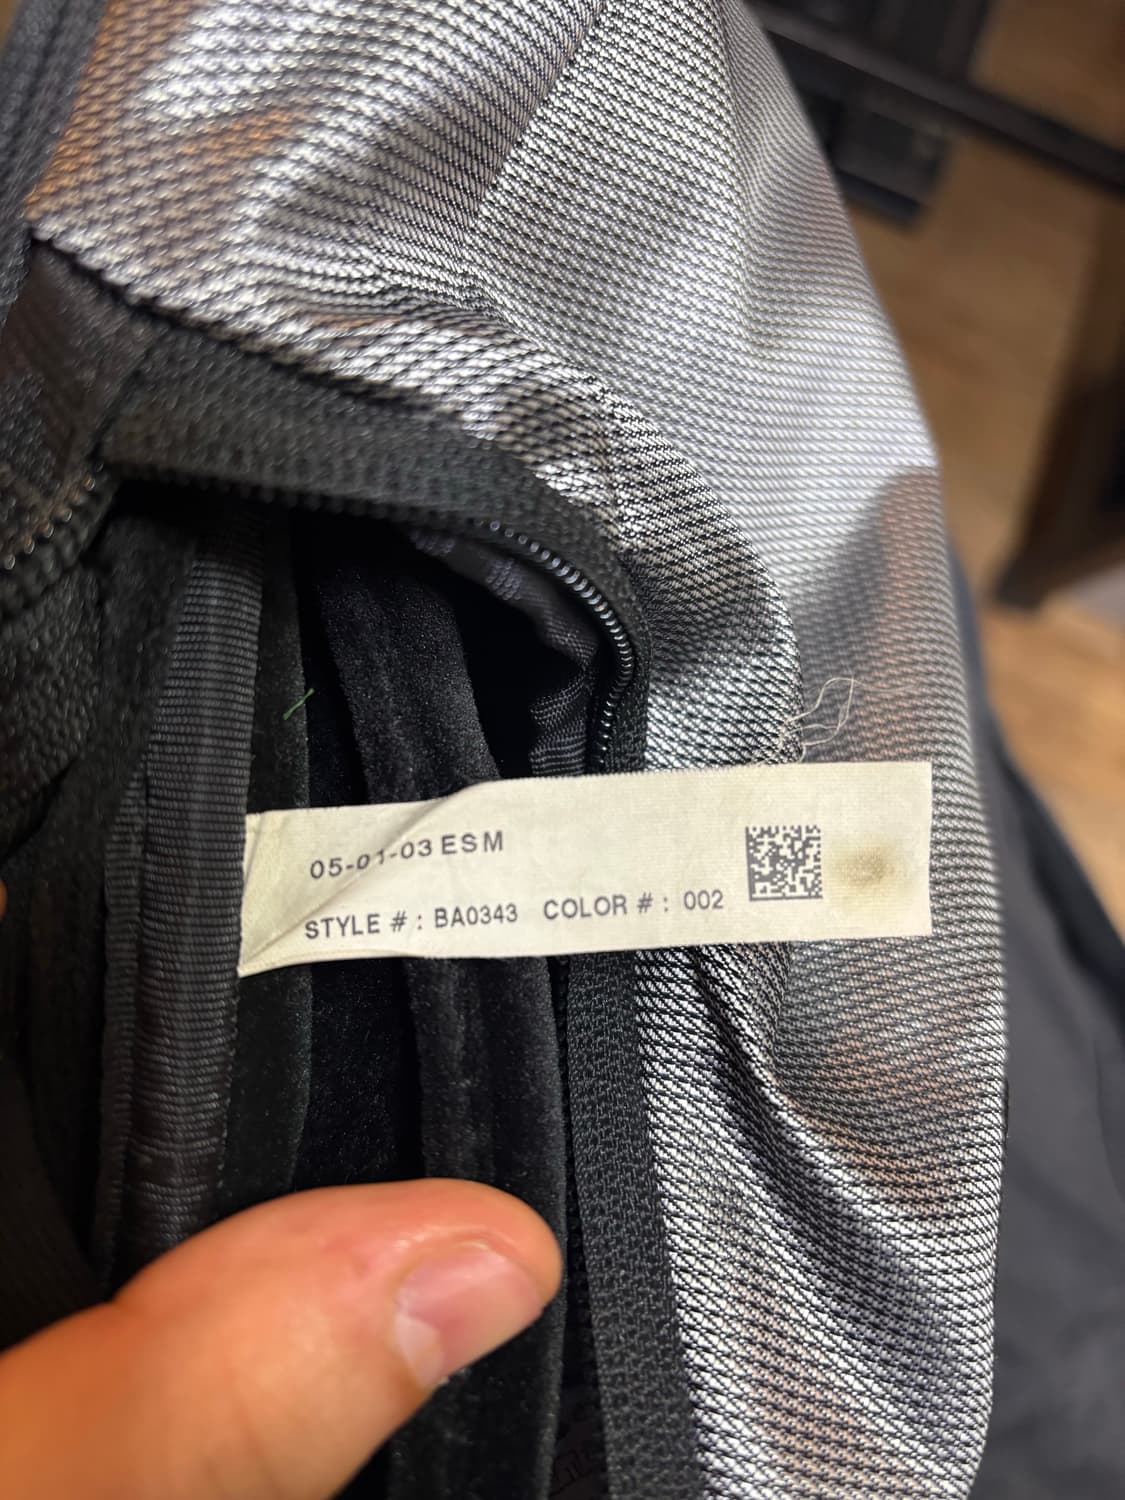 05-01-03 ESM
STYLE # : BA0343 COLOR # : 002